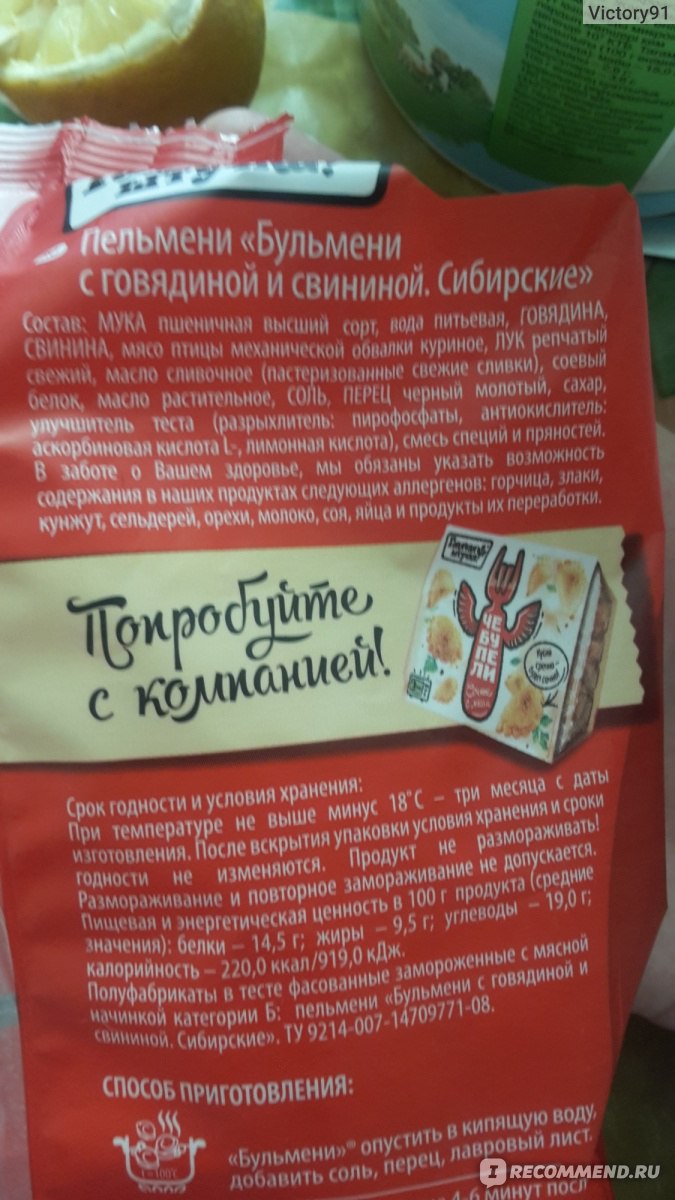 Victory91
Пельмени «Бульмени
с говядиной и свининой. Сибирские»
Состав: МУКА пшеничная высший сорт, вода питьевая, ГОВЯДИНА,
СВИНИНА, мясо птицы механической обвалки куриное, ЛУК репчатый
свежий, масло сливочное (пастеризованные свежие сливки), соевый
белок, масло растительное, СОЛЬ, ПЕРЕЦ черный молотый, сахар,
улучшитель теста (разрыхлитель: пирофосфаты, антиокислитель:
аскорбиновая кислота L-, лимонная кислота), смесь специй и пряностей.
В заботе о Вашем здоровье, мы обязаны указать возможность
содержания в наших продуктах следующих аллергенов: горчица, злаки,
кунжут, сельдерей, орехи, молоко, соя, яйца и продукты их переработки.
Попробуйте
с компанией!
ЧЕБУПЕЛИ
Срок годности и условия хранения:
При температуре не выше минус 18°С – три месяца с даты
изготовления. После вскрытия упаковки условия хранения и сроки
годности не изменяются. Продукт не размораживать!
Размораживание и повторное замораживание не допускается.
Пищевая и энергетическая ценность в 100 г продукта (средние
значения): белки – 14,5 г; жиры – 9,5 г; углеводы – 19,0 г;
калорийность – 220,0 ккал/919,0 кДж.
Полуфабрикаты в тесте фасованные замороженные с мясной
начинкой категории Б: пельмени «Бульмени с говядиной и
свининой. Сибирские». ТУ 9214-007-14709771-08.
СПОСОБ ПРИГОТОВЛЕНИЯ:
«Бульмени»® опустить в кипящую воду,
добавить соль, перец, лавровый лист.
4-6 минут посл
IRECOMMEND.RU